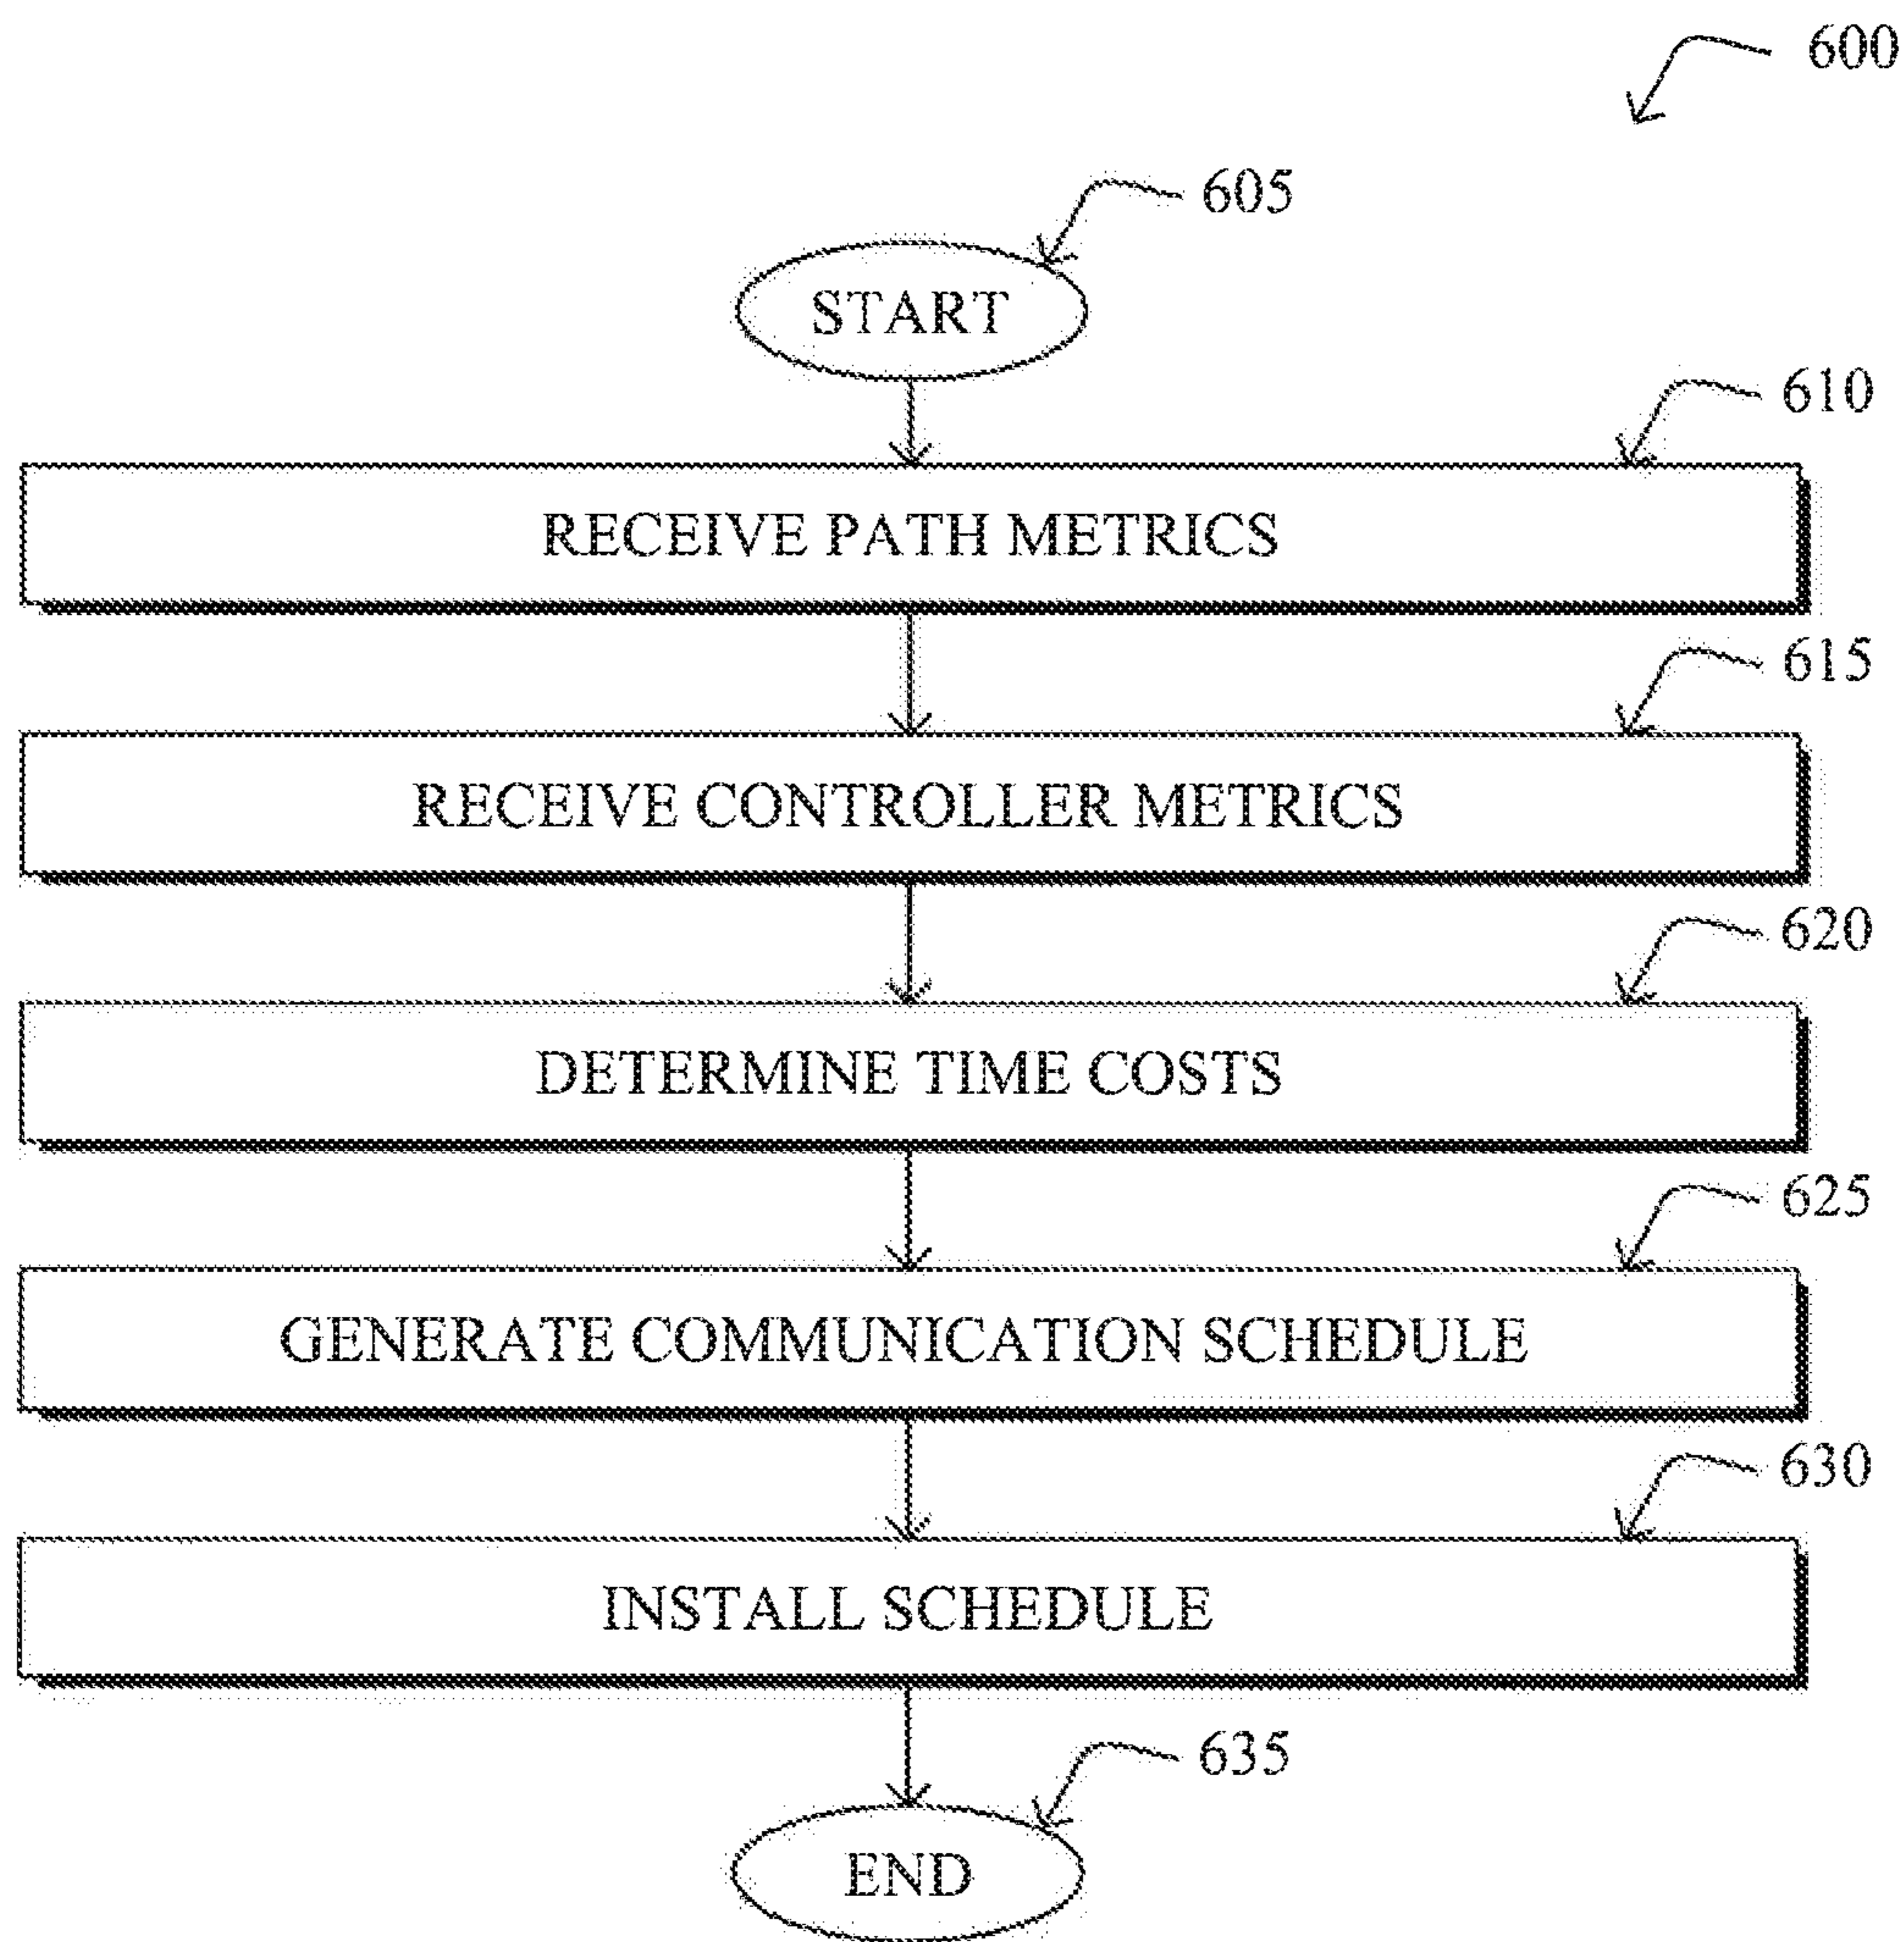 600
605
START
610
RECEIVE PATH METRICS
615
RECEIVE CONTROLLER METRICS
620
DETERMINE TIME COSTS
625
GENERATE COMMUNICATION SCHEDULE
630
INSTALL SCHEDULE
635
END